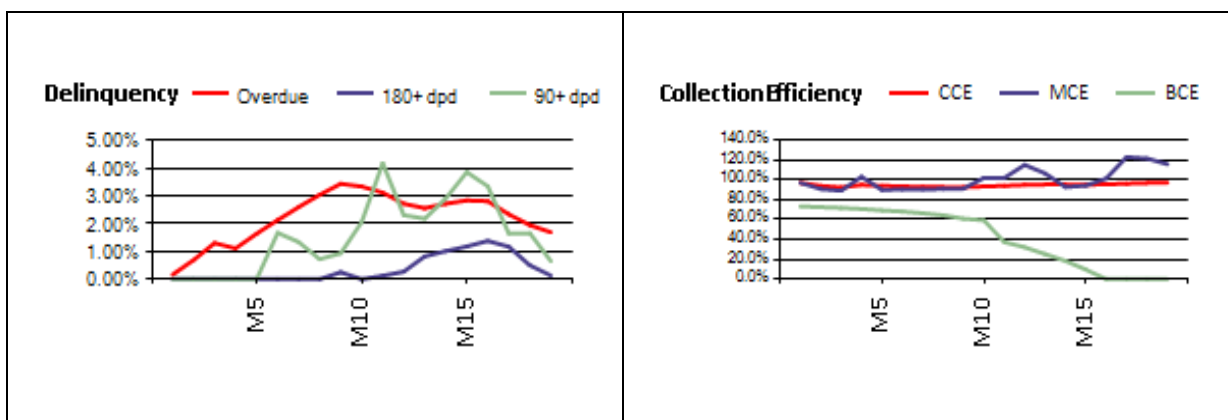 Delinquency Overdue 180+ dpd 90+ dpd
5.00%
4.00%
3.00%
2.00%
1.00%
0.00%
M5
M10
M15
Collection Efficiency CCE MCE BCE
140.0%
120.0%
100.0%
80.0%
60.0%
40.0%
20.0%
0.0%
M5
M10
M15